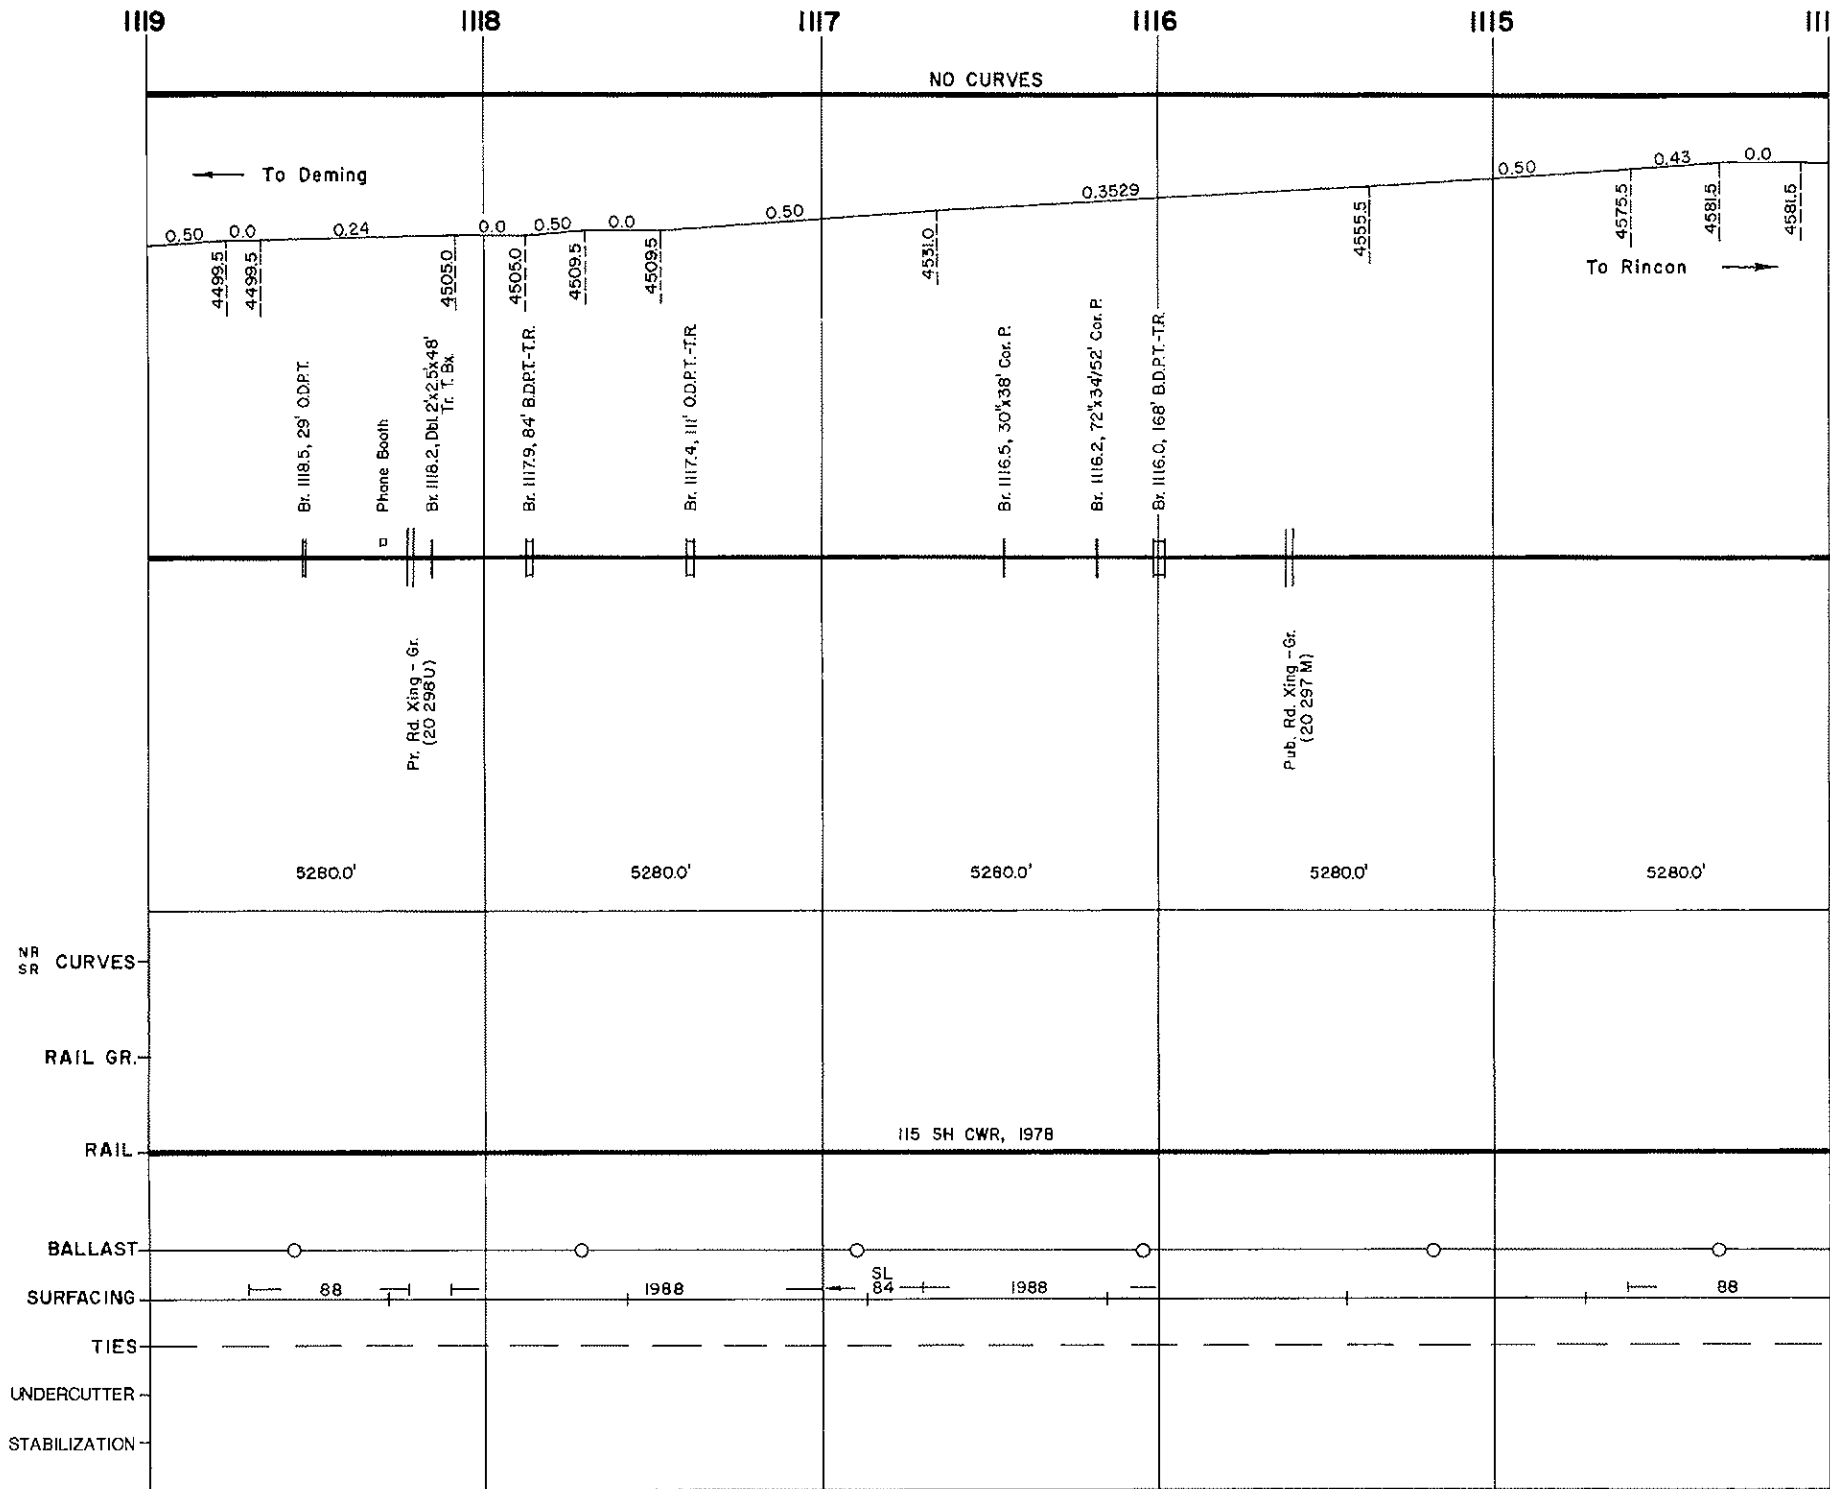 1119 1118 1117 1116 1115 111
NO CURVES
To Deming
0.50 0.0 0.24 0.0 0.50 0.0 0.50 0.3529 0.50 0.43 0.0
4499.5 4499.5 4505.0 4505.0 4509.5 4509.5 4531.0 4555.5 4575.5 4581.5 4581.5
To Rincon
Br. 1118.5, 29' O.D.P.T.
Phone Booth
Br. 1118.2, Dbl. 2'x2.5'x48'
Tr. T. Bx.
Br. 1117.9, 84' B.D.P.T.-T.R.
Br. 1117.4, 111' O.D.P.T.-T.R.
Br. 1116.5, 30"x38' Cor. P.
Br. 1116.2, 72"x34'/52' Cor. P.
Br. 1116.0, 168' B.D.P.T.-T.R.
Pr. Rd. Xing - Gr.
(20 298 U)
Pub. Rd. Xing - Gr.
(20 297 M)
5280.0' 5280.0' 5280.0' 5280.0' 5280.0'
NR
SR CURVES
RAIL GR.
115 SH CWR, 1978
RAIL
BALLAST
SL
88 1988 84 1988 88
SURFACING
TIES
UNDERCUTTER
STABILIZATION